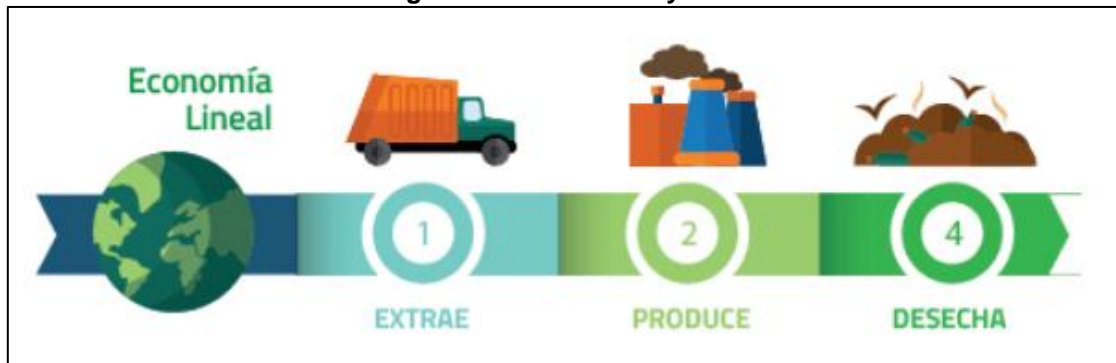 Economía
Lineal
1
2
4
EXTRAE
PRODUCE
DESECHA